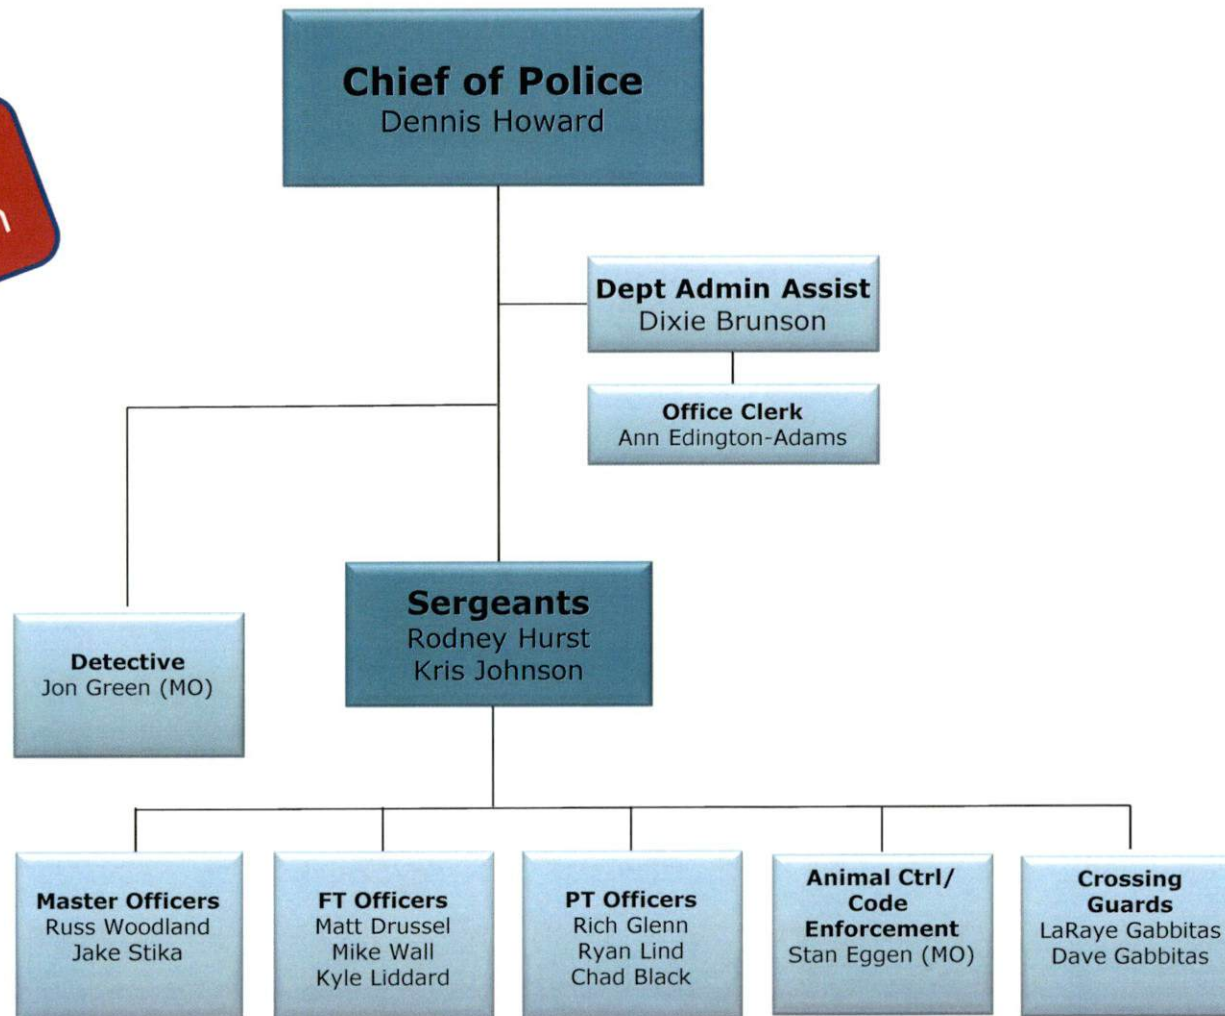 Chief of Police
Dennis Howard
Dept Admin Assist
Dixie Brunson
Office Clerk
Ann Edington-Adams
Detective
Jon Green (MO)
Sergeants
Rodney Hurst
Kris Johnson
Master Officers
Russ Woodland
Jake Stika
FT Officers
Matt Drussel
Mike Wall
Kyle Liddard
PT Officers
Rich Glenn
Ryan Lind
Chad Black
Animal Ctrl/
Code
Enforcement
Stan Eggen (MO)
Crossing
Guards
LaRaye Gabbitas
Dave Gabbitas